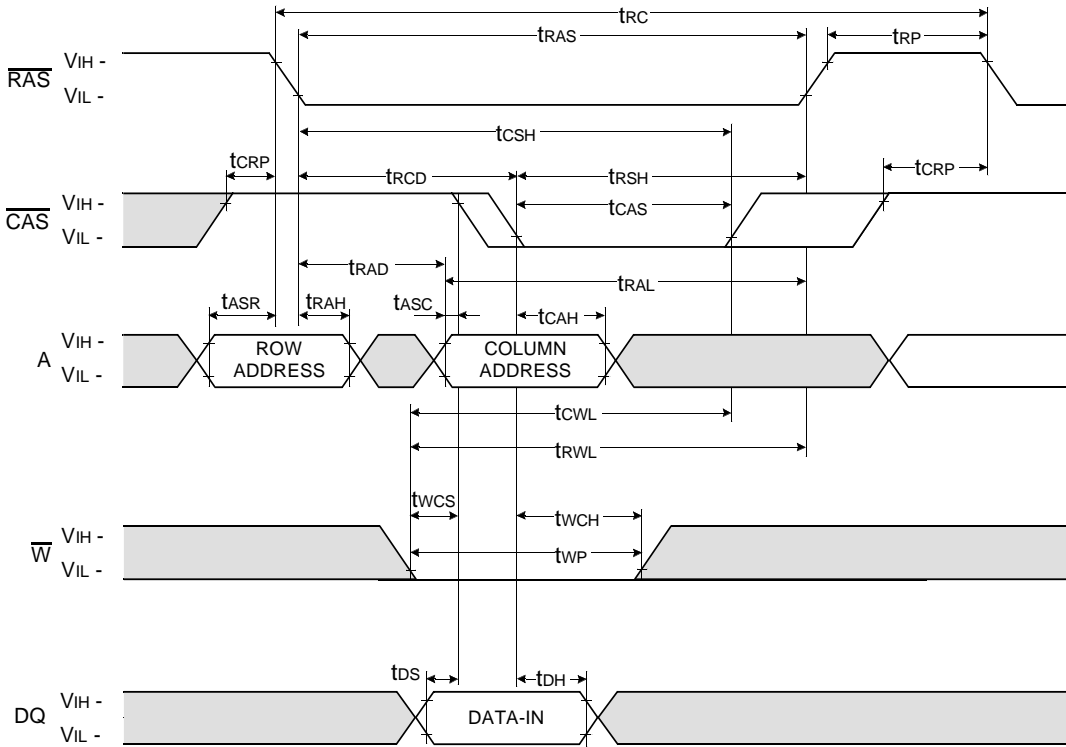 tRC
tRAS
tRP
RAS
VIH -
VIL -
tCSH
tCRP
tRCD
tRSH
tCRP
CAS
VIH -
VIL -
tCAS
tRAD
tRAL
tASR
tRAH
tASC
tCAH
A
VIH -
VIL -
ROW
ADDRESS
COLUMN
ADDRESS
tCWL
tRWL
tWCS
tWCH
W
VIH -
VIL -
tWP
tDS
tDH
DQ
VIH -
VIL -
DATA-IN